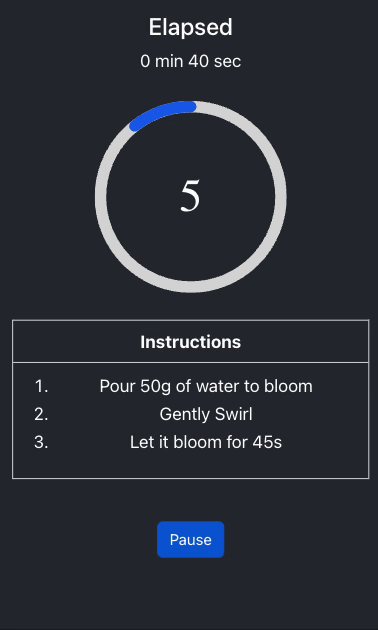 Elapsed
0 min 40 sec
5
Instructions
1. Pour 50g of water to bloom
2. Gently Swirl
3. Let it bloom for 45s
Pause